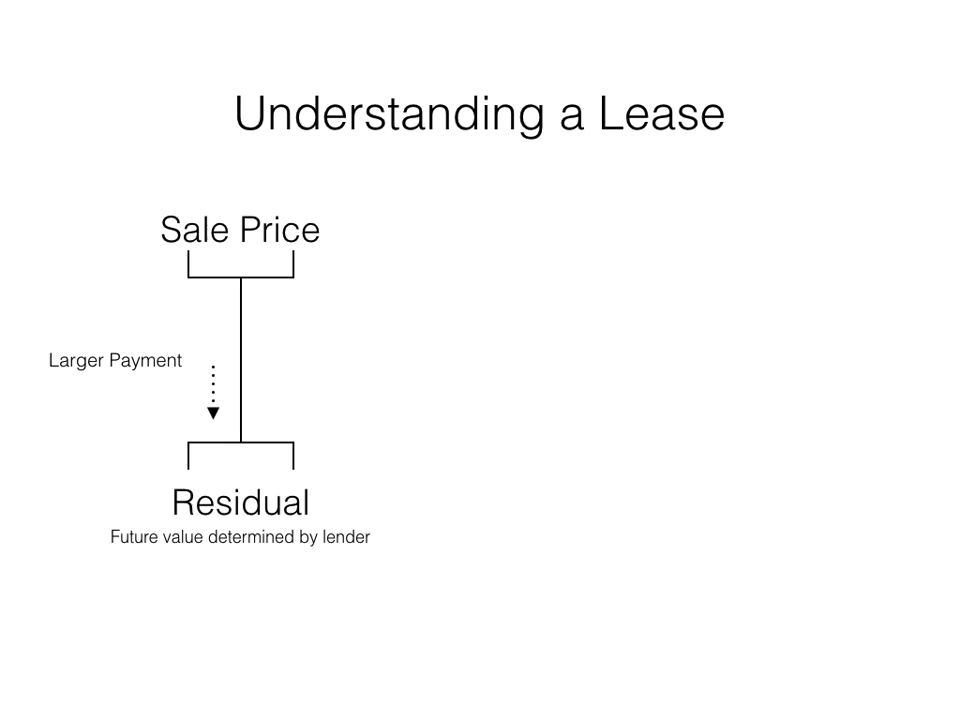 Understanding a Lease
Sale Price
Larger Payment
Residual
Future value determined by lender